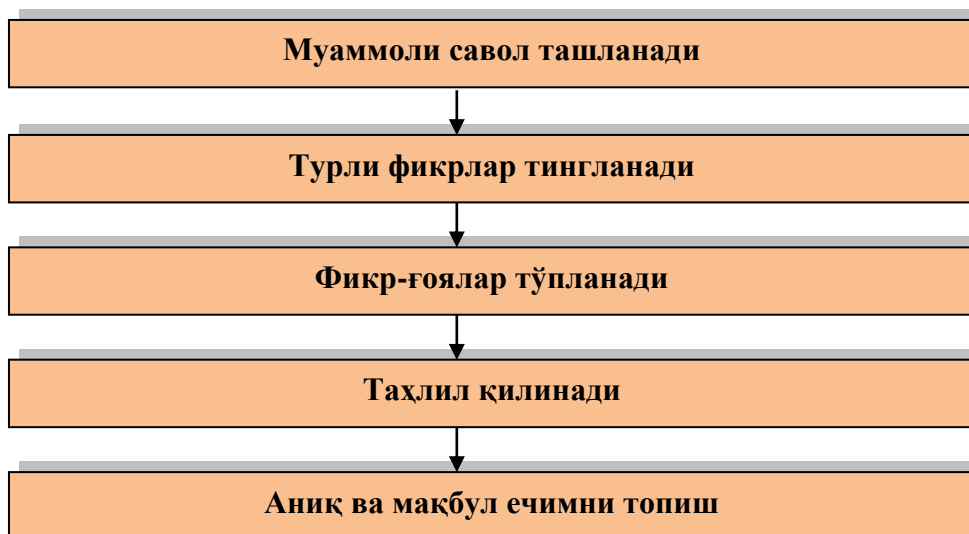 Муаммоли савол ташланади
Турли фикрлар тингланади
Фикр-ғоялар тўпланади
Таҳлил қилинади
Аниқ ва мақбул ечимни топиш